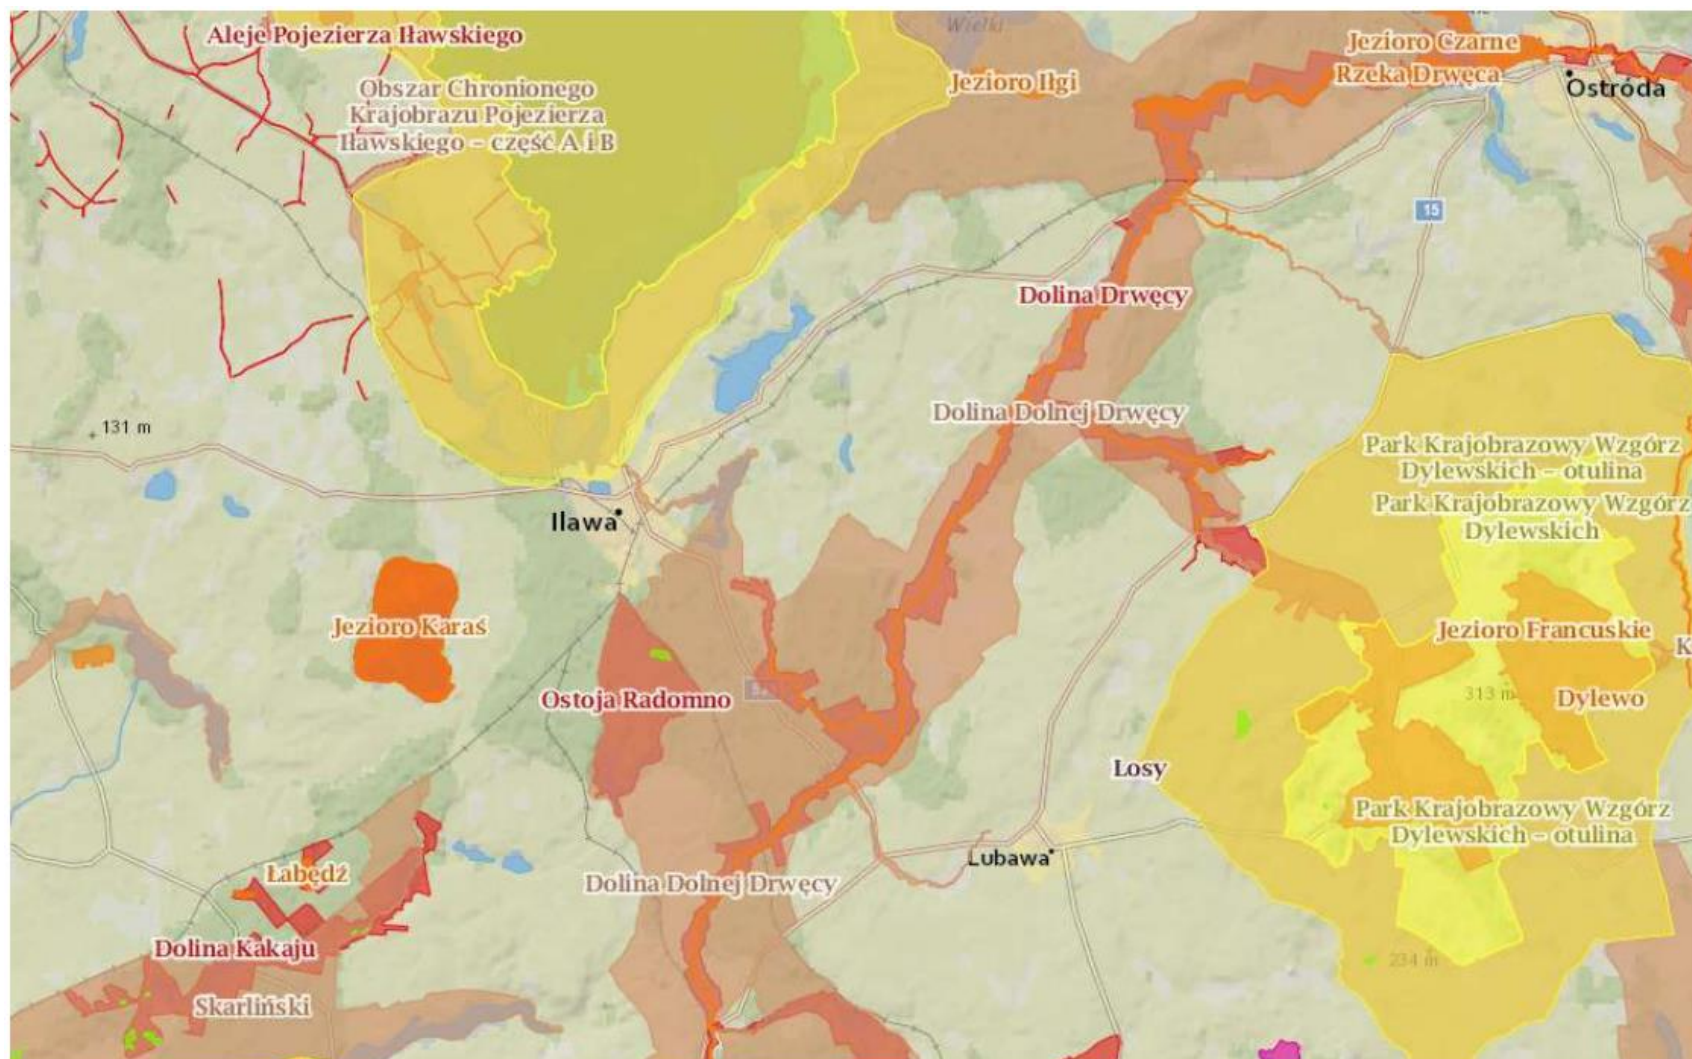 Wielki
Aleje Pojezierza Iławskiego
Jezioro Czarne
Rzeka Drwęca
Jezioro Ilgi
Ostróda
Obszar Chronionego
Krajobrazu Pojezierza
Iławskiego – część A i B
15
Dolina Drwęcy
Dolina Dolnej Drwęcy
131 m
Park Krajobrazowy Wzgórz
Dylewskich – otulina
Park Krajobrazowy Wzgórz
Dylewskich
Iława
Jezioro Karaś
Jezioro Francuskie
K
Ostoja Radomno
313 m
Dylewo
Losy
Park Krajobrazowy Wzgórz
Dylewskich – otulina
Lubawa
Łabędź
Dolina Dolnej Drwęcy
Dolina Kakaju
234 m
Skarliński